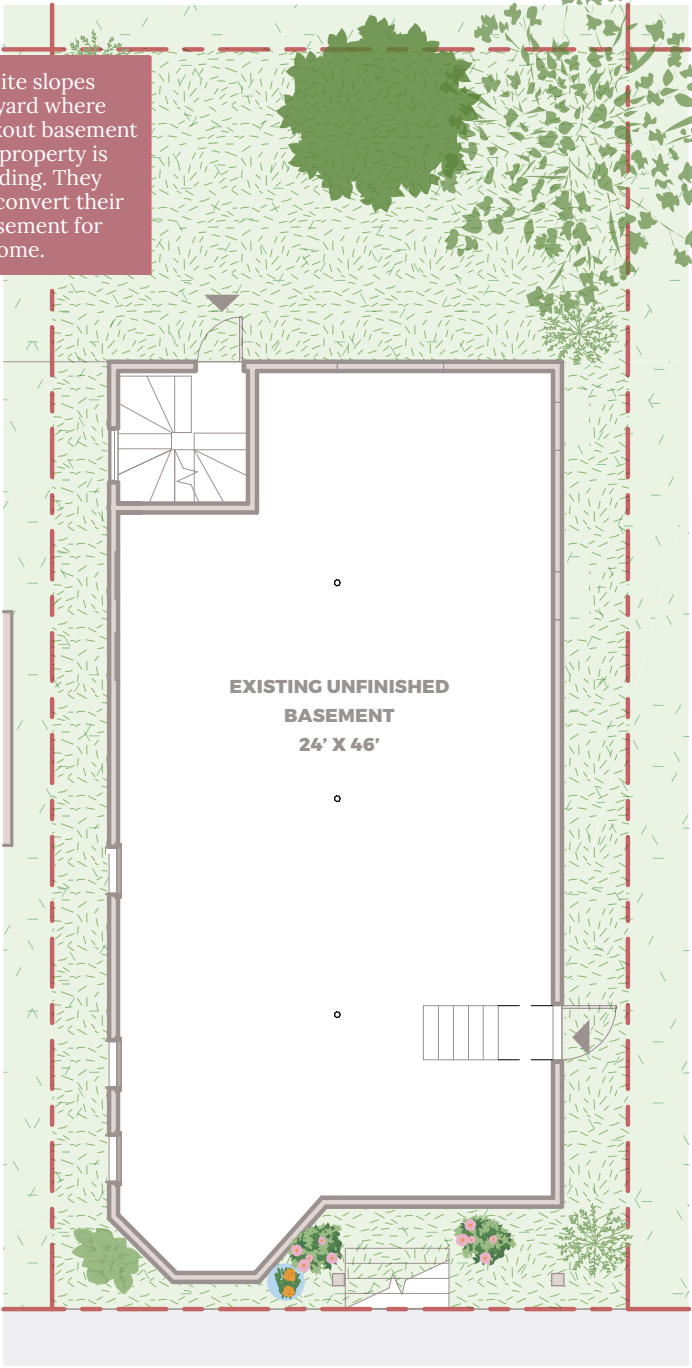 ite slopes
yard where
kout basement
property is
ding. They
convert their
sement for
ome.
EXISTING UNFINISHED
BASEMENT
24’ X 46’